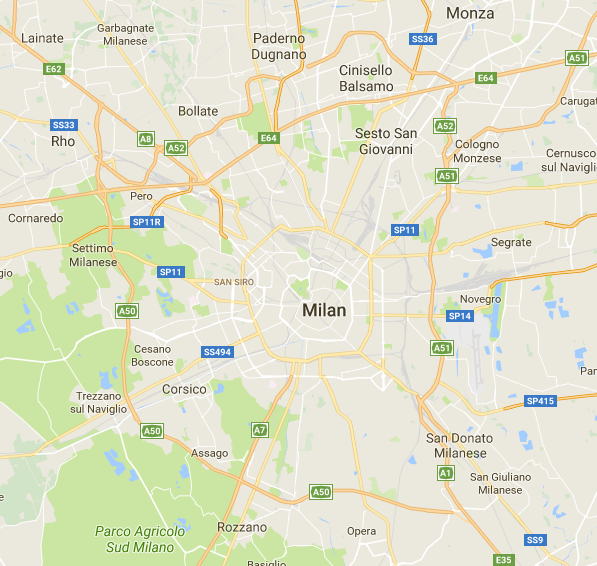 Monza
Garbagnate
Milanese
Lainate
Paderno
Dugnano
SS36
A51
E62
Cinisello
Balsamo
E64
Carugat
Bollate
SS33
Rho
A8
A52
E64
Sesto San
Giovanni
A52
Cologno
Monzese
Cernusco
sul Navigli
A51
Pero
Cornaredo
SP11R
SP11
Segrate
Settimo
Milanese
gio
SP11
SAN SIRO
Novegro
A50
Milan
SP14
Cesano
Boscone
SS494
A51
Pan
Corsico
Trezzano
sul Naviglio
SP415
A50
A7
San Donato
Milanese
Assago
A1
San Giuliano
Milanese
A50
e
Parco Agricolo
Sud Milano
Rozzano
Opera
SS9
E35
Basiglio